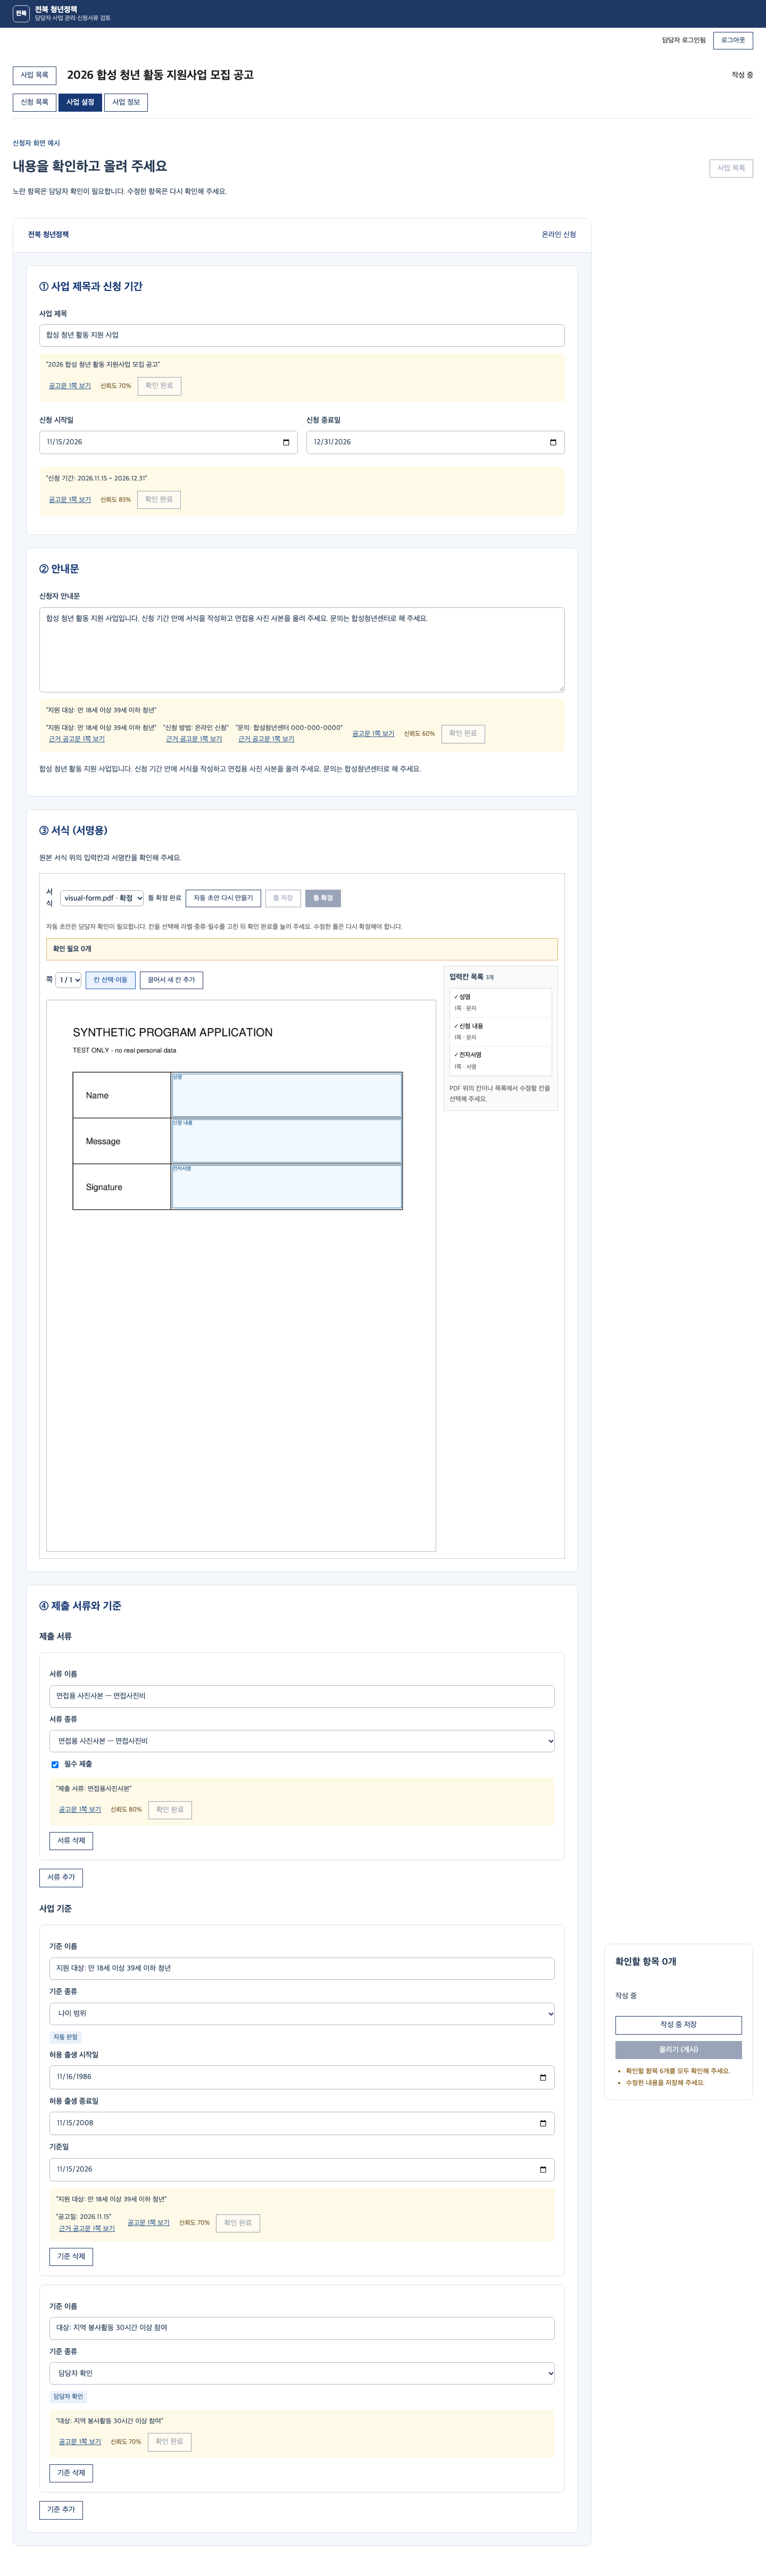 전북
전북 청년정책
담당자 사업 관리·신청서류 검토
담당자 로그인됨
로그아웃
사업 목록
2026 합성 청년 활동 지원사업 모집 공고
작성 중
신청 목록
사업 설정
사업 정보
신청자 화면 예시
내용을 확인하고 올려 주세요
사업 목록
노란 항목은 담당자 확인이 필요합니다. 수정한 항목은 다시 확인해 주세요.
전북 청년정책
온라인 신청
① 사업 제목과 신청 기간
사업 제목
합성 청년 활동 지원 사업
"2026 합성 청년 활동 지원사업 모집 공고"
공고문 1쪽 보기 신뢰도 70% 확인 완료
신청 시작일 신청 종료일
11/15/2026 12/31/2026
"신청 기간: 2026.11.15 ~ 2026.12.31"
공고문 1쪽 보기 신뢰도 85% 확인 완료
② 안내문
신청자 안내문
합성 청년 활동 지원 사업입니다. 신청 기간 안에 서식을 작성하고 면접용 사진 사본을 올려 주세요. 문의는 합성청년센터로 해 주세요.
"지원 대상: 만 18세 이상 39세 이하 청년"
"지원 대상: 만 18세 이상 39세 이하 청년" "신청 방법: 온라인 신청" "문의: 합성청년센터 000-000-0000"
근거 공고문 1쪽 보기 근거 공고문 1쪽 보기 근거 공고문 1쪽 보기
공고문 1쪽 보기 신뢰도 60% 확인 완료
합성 청년 활동 지원 사업입니다. 신청 기간 안에 서식을 작성하고 면접용 사진 사본을 올려 주세요. 문의는 합성청년센터로 해 주세요.
③ 서식 (서명용)
원본 서식 위의 입력칸과 서명칸을 확인해 주세요.
서식
visual-form.pdf · 확정
틀 확정 완료
자동 초안 다시 만들기
틀 저장
틀 확정
자동 초안은 담당자 확인이 필요합니다. 칸을 선택해 라벨·종류·필수를 고친 뒤 확인 완료를 눌러 주세요. 수정한 틀은 다시 확정해야 합니다.
확인 필요 0개
쪽 1 / 1 칸 선택·이동 끌어서 새 칸 추가
SYNTHETIC PROGRAM APPLICATION
TEST ONLY - no real personal data
Name
성명
Message
신청 내용
Signature
전자서명
입력칸 목록 3개
✓ 성명
1쪽 · 문자
✓ 신청 내용
1쪽 · 문자
✓ 전자서명
1쪽 · 서명
PDF 위의 칸이나 목록에서 수정할 칸을
선택해 주세요.
④ 제출 서류와 기준
제출 서류
서류 이름
면접용 사진사본 — 면접사진비
서류 종류
면접용 사진사본 — 면접사진비
필수 제출
"제출 서류: 면접용사진사본"
공고문 1쪽 보기 신뢰도 80% 확인 완료
서류 삭제
서류 추가
사업 기준
기준 이름
지원 대상: 만 18세 이상 39세 이하 청년
기준 종류
나이 범위
자동 판정
허용 출생 시작일
11/16/1986
허용 출생 종료일
11/15/2008
기준일
11/15/2026
"지원 대상: 만 18세 이상 39세 이하 청년"
"공고일: 2026.11.15"
근거 공고문 1쪽 보기
공고문 1쪽 보기 신뢰도 70% 확인 완료
기준 삭제
기준 이름
대상: 지역 봉사활동 30시간 이상 참여
기준 종류
담당자 확인
담당자 확인
"대상: 지역 봉사활동 30시간 이상 참여"
공고문 1쪽 보기 신뢰도 70% 확인 완료
기준 삭제
기준 추가
확인할 항목 0개
작성 중
작성 중 저장
올리기 (게시)
확인할 항목 6개를 모두 확인해 주세요.
수정한 내용을 저장해 주세요.